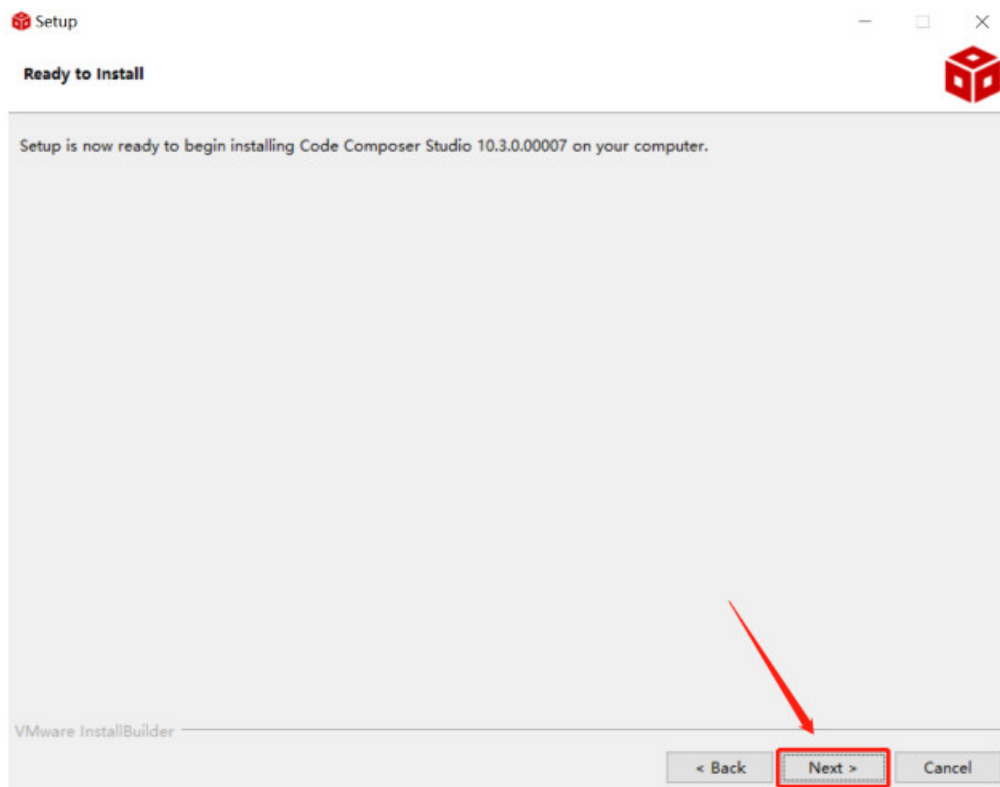 Setup
Ready to Install
Setup is now ready to begin installing Code Composer Studio 10.3.0.00007 on your computer.
VMware InstallBuilder
< Back
Next >
Cancel